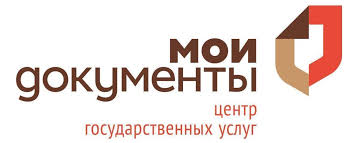 мои
документы
центр
государственных услуг